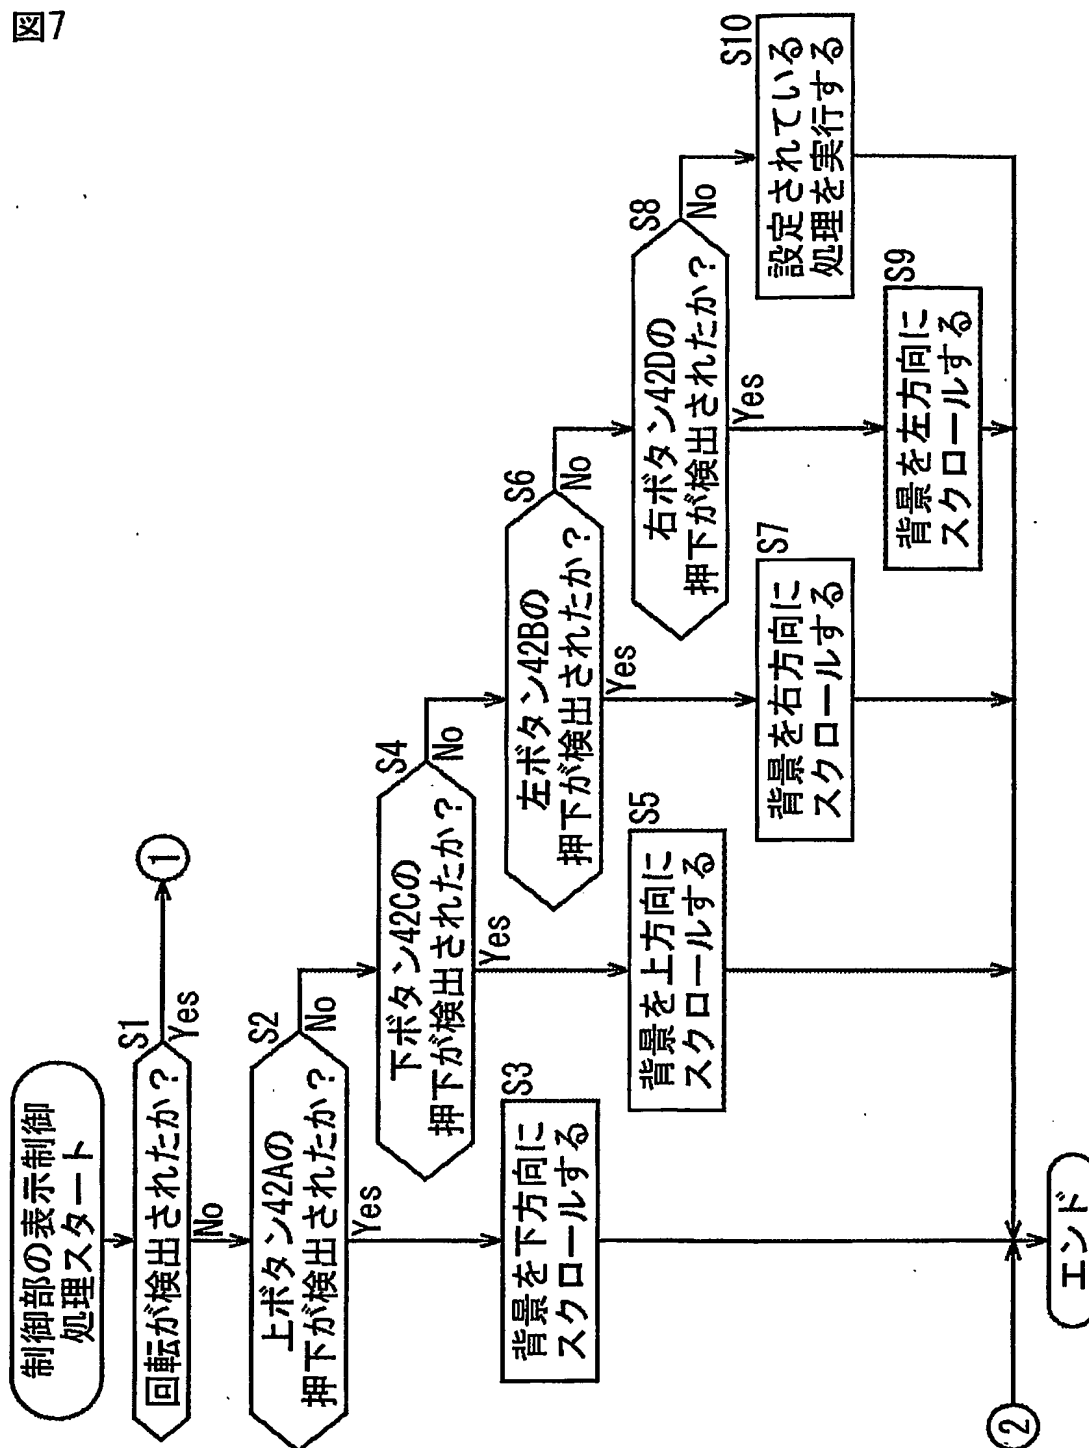 図7
制御部の表示制御
処理スタート
S1
回転が検出されたか？
Yes
1
No
S2
上ボタン42Aの
押下が検出されたか？
No
Yes
S3
背景を下方向に
スクロールする
S4
下ボタン42Cの
押下が検出されたか？
No
Yes
S5
背景を上方向に
スクロールする
S6
左ボタン42Bの
押下が検出されたか？
No
Yes
S7
背景を右方向に
スクロールする
S8
右ボタン42Dの
押下が検出されたか？
No
Yes
S9
背景を左方向に
スクロールする
S10
設定されている
処理を実行する
2
エンド